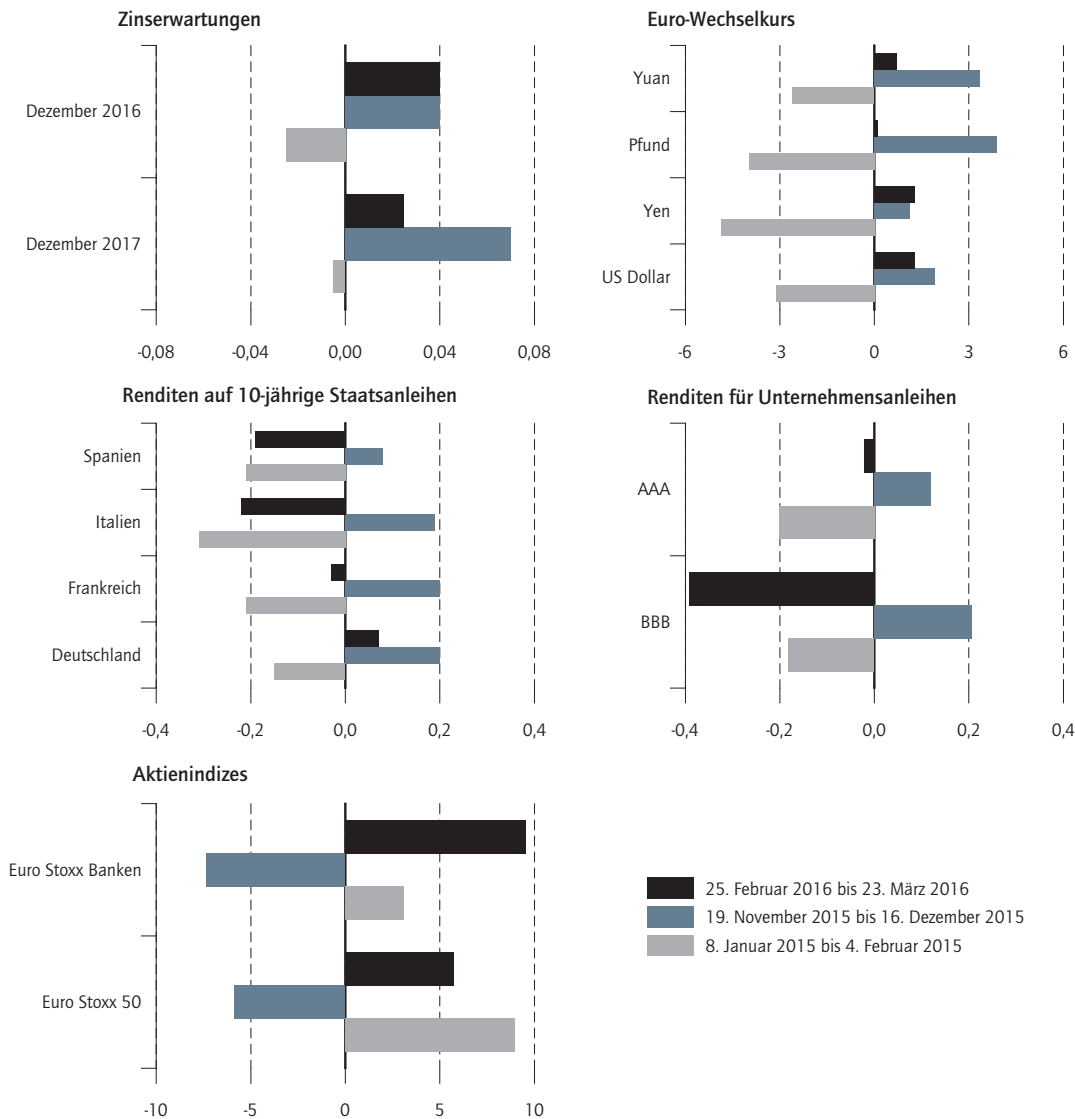 Zinserwartungen
Dezember 2016
Dezember 2017
-0,08 -0,04 0,00 0,04 0,08
Euro-Wechselkurs
Yuan
Pfund
Yen
US Dollar
-6 -3 0 3 6
Renditen auf 10-jährige Staatsanleihen
Spanien
Italien
Frankreich
Deutschland
-0,4 -0,2 0,0 0,2 0,4
Renditen für Unternehmensanleihen
AAA
BBB
-0,4 -0,2 0,0 0,2 0,4
Aktienindizes
Euro Stoxx Banken
Euro Stoxx 50
-10 -5 0 5 10
25. Februar 2016 bis 23. März 2016
19. November 2015 bis 16. Dezember 2015
8. Januar 2015 bis 4. Februar 2015